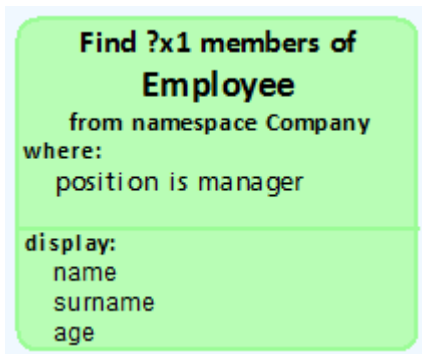 Find ?x1 members of
Employee
from namespace Company
where:
position is manager
display:
name
surname
age